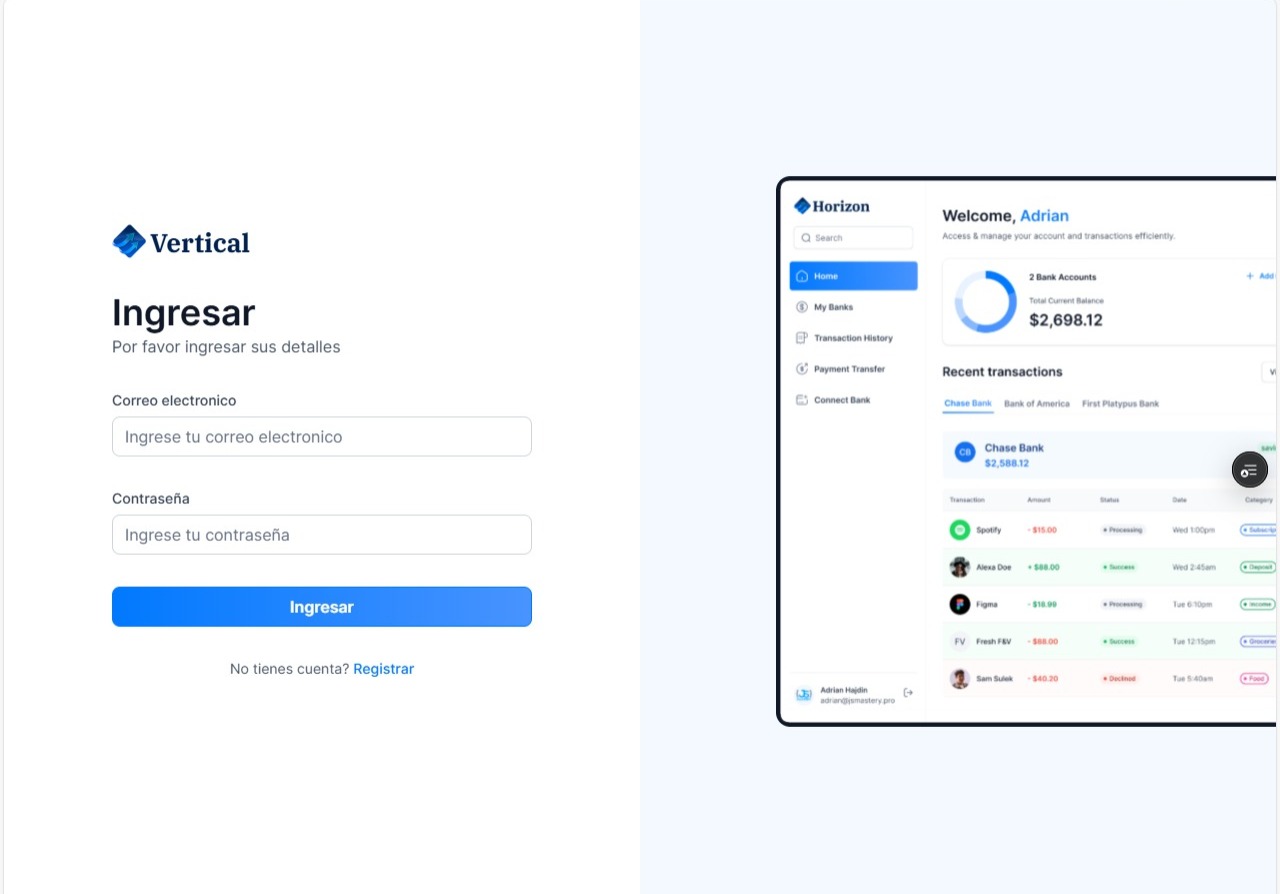 Vertical
Ingresar
Por favor ingresar sus detalles
Correo electronico
Ingrese tu correo electronico
Contraseña
Ingrese tu contraseña
Ingresar
No tienes cuenta? Registrar
Horizon
Search
Home
My Banks
Transaction History
Payment Transfer
Connect Bank
Adrian Hajdin
adrian@jsmastery.pro
Welcome, Adrian
Access & manage your account and transactions efficiently.
2 Bank Accounts
+ Add
Total Current Balance
$2,698.12
Recent transactions
Chase Bank Bank of America First Platypus Bank
CB Chase Bank
$2,588.12
Transaction Amount Status Date Category
Spotify - $15.00 Processing Wed 1:00pm
Alexa Doe + $88.00 Success Wed 2:45am Deposit
Figma - $18.99 Processing Tue 6:10pm Income
FV Fresh F&V - $68.00 Success Tue 12:15pm
Sam Sulek - $40.20 Declined Tue 5:40am Food